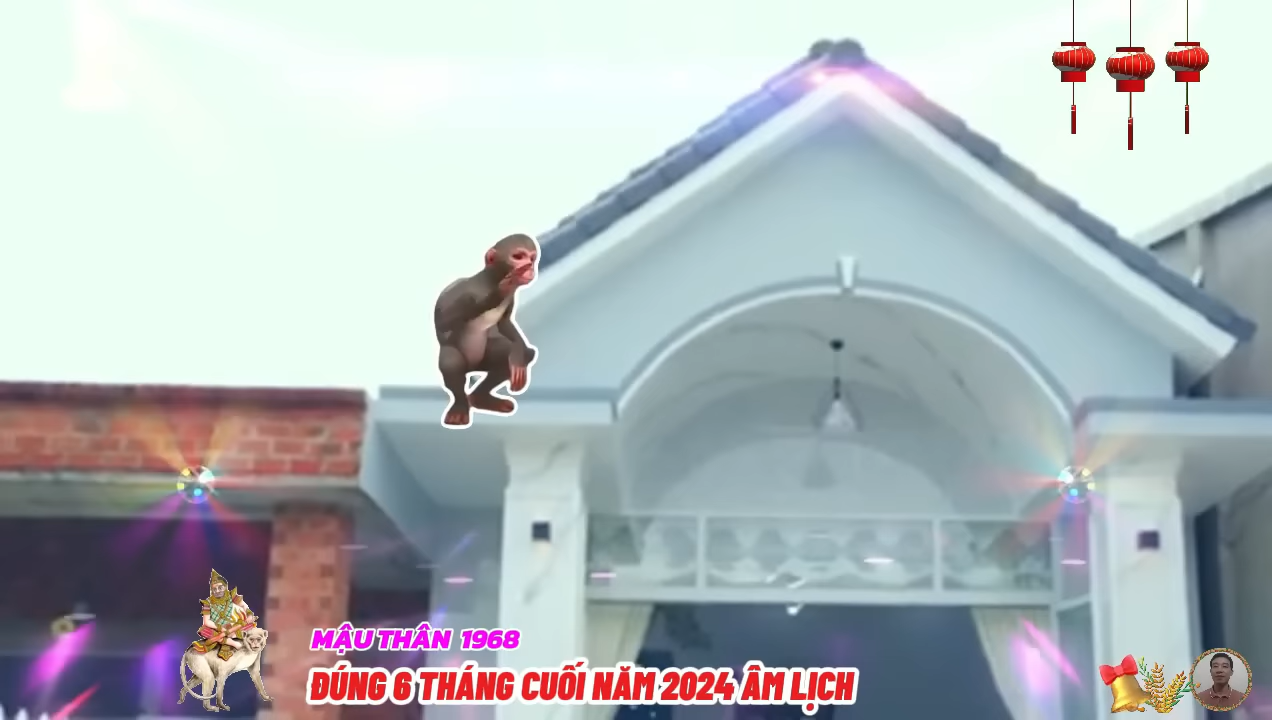 MẬU THÂN 1968
ĐÚNG 6 THÁNG CUỐI NĂM 2024 ÂM LỊCH